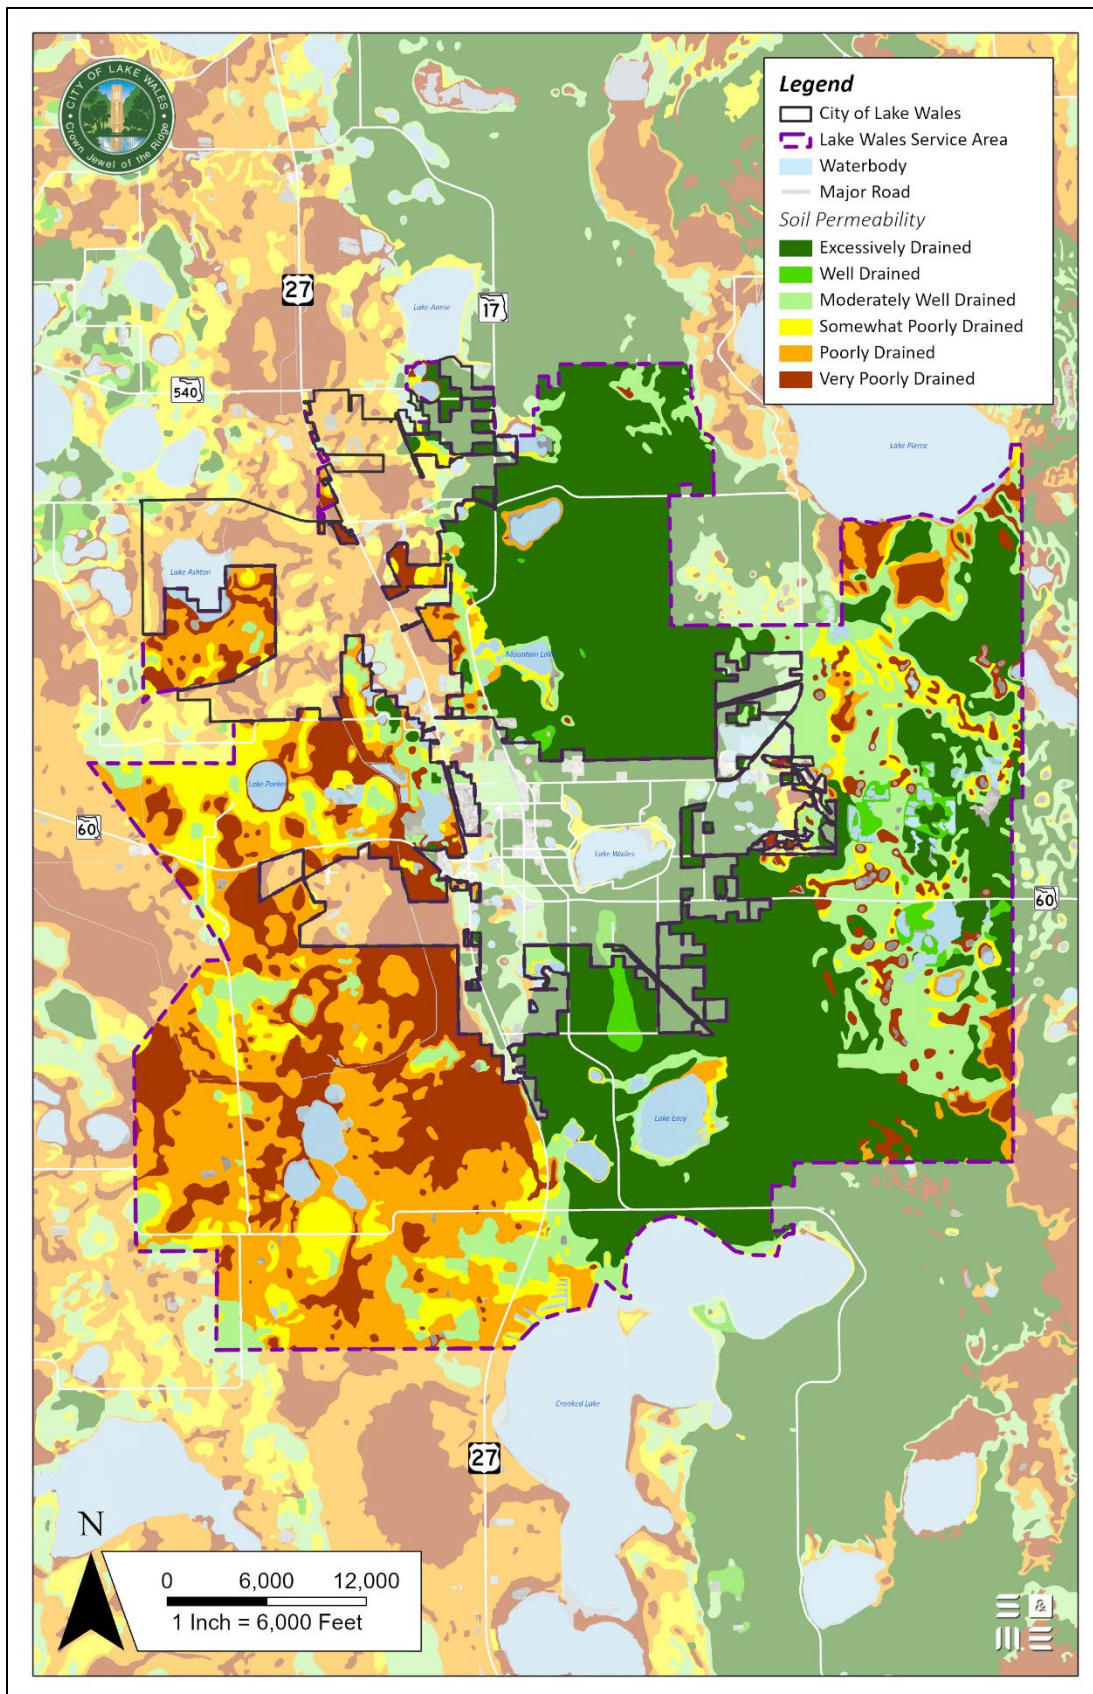 CITY OF LAKE WALES
Crown Jewel of the Ridge
Legend
City of Lake Wales
Lake Wales Service Area
Waterbody
Major Road
Soil Permeability
Excessively Drained
Well Drained
Moderately Well Drained
Somewhat Poorly Drained
Poorly Drained
Very Poorly Drained
27
Lake Annie
17
540
Lake Pierce
Lake Ashton
Mountain Lake
Lake Parker
60
Lake Wailes
60
Lake Easy
Crooked Lake
27
N
0 6,000 12,000
1 Inch = 6,000 Feet
&